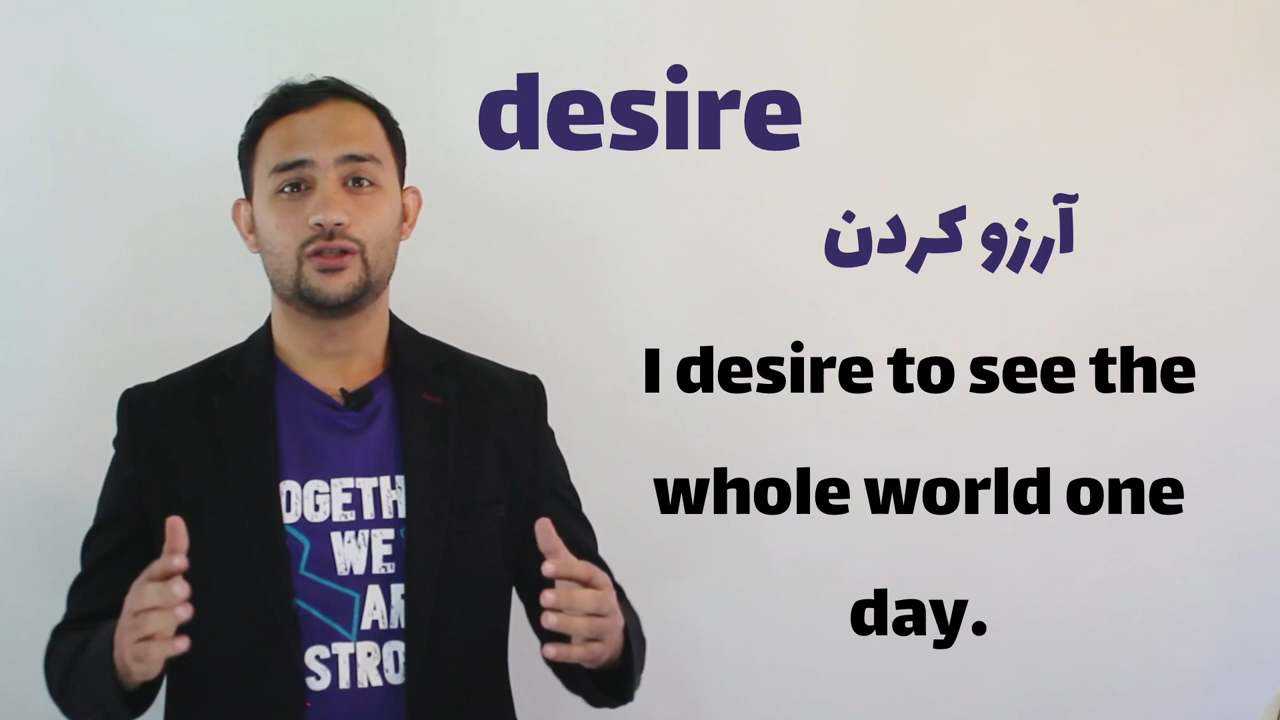 desire
آرزو کردن
I desire to see the
whole world one
day.
OGETH
WE
AR
STRO